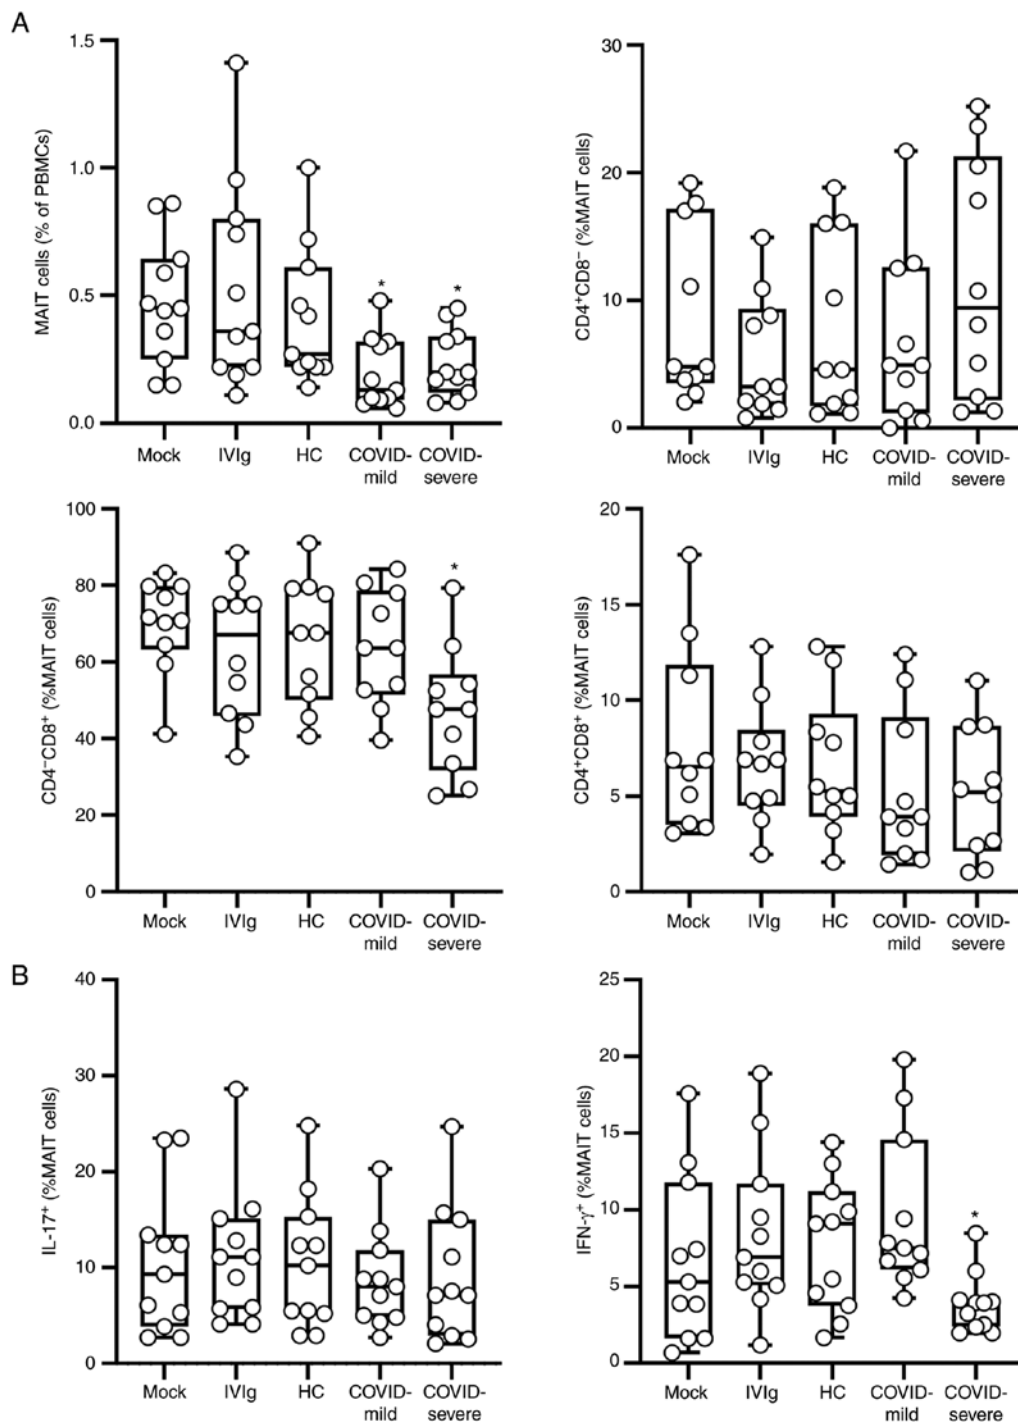 A
MAIT cells (% of PBMCs)
1.5
1.0
0.5
0.0
Mock IVIg HC COVID- COVID-
mild severe
*
*
CD4⁺CD8⁻ (%MAIT cells)
30
20
10
0
Mock IVIg HC COVID- COVID-
mild severe
CD4⁻CD8⁺ (%MAIT cells)
100
80
60
40
20
0
*
Mock IVIg HC COVID- COVID-
mild severe
CD4⁺CD8⁺ (%MAIT cells)
20
15
10
5
0
Mock IVIg HC COVID- COVID-
mild severe
B
IL-17⁺ (%MAIT cells)
40
30
20
10
0
Mock IVIg HC COVID- COVID-
mild severe
IFN-γ⁺ (%MAIT cells)
25
20
15
10
5
0
*
Mock IVIg HC COVID- COVID-
mild severe